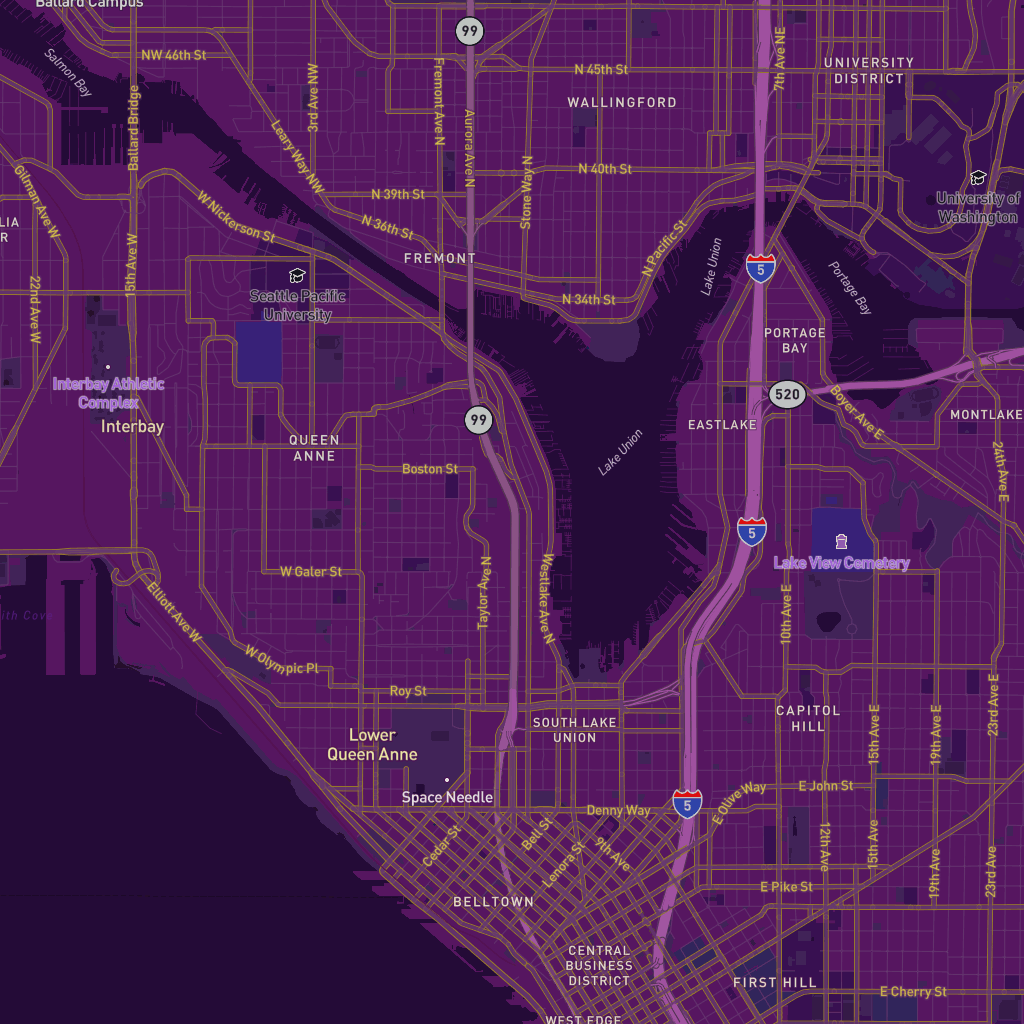 Ballard Campus
99
NW 46th St
N 45th St
7th Ave NE
UNIVERSITY
DISTRICT
Salmon Bay
3rd Ave NW
Fremont Ave N
WALLINGFORD
Ballard Bridge
Aurora Ave N
Leary Way NW
Stone Way N
N 40th St
Gilman Ave W
N 39th St
University of
Washington
W Nickerson St
N 36th St
LIA
R
N Pacific St
Lake Union
FREMONT
15th Ave W
5
Portage Bay
22nd Ave W
Seattle Pacific
University
N 34th St
PORTAGE
BAY
Interbay Athletic
Complex
520
Boyer Ave E
MONTLAKE
99
Interbay
EASTLAKE
QUEEN
ANNE
Lake Union
Boston St
24th Ave E
5
Lake View Cemetery
W Galer St
Taylor Ave N
Westlake Ave N
10th Ave E
Elliott Ave W
ith Cove
W Olympic Pl
Roy St
CAPITOL
HILL
23rd Ave E
15th Ave E
19th Ave E
SOUTH LAKE
UNION
Lower
Queen Anne
Space Needle
5
E Olive Way
E John St
Denny Way
Cedar St
Bell St
Lenora St
9th Ave
12th Ave
15th Ave
19th Ave
23rd Ave
E Pike St
BELLTOWN
CENTRAL
BUSINESS
DISTRICT
FIRST HILL
E Cherry St
WEST EDGE